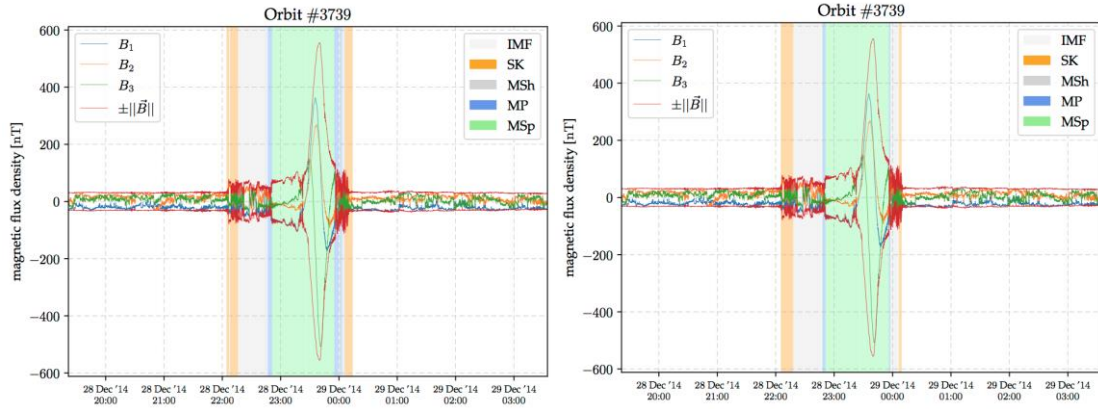 Orbit #3739
magnetic flux density [nT]
600
400
200
0
−200
−400
−600
B₁
B₂
B₃
±||B⃗||
IMF
SK
MSh
MP
MSp
28 Dec '14 28 Dec '14 28 Dec '14 28 Dec '14 29 Dec '14 29 Dec '14 29 Dec '14 29 Dec '14
20:00 21:00 22:00 23:00 00:00 01:00 02:00 03:00
Orbit #3739
magnetic flux density [nT]
600
400
200
0
−200
−400
−600
B₁
B₂
B₃
±||B⃗||
IMF
SK
MSh
MP
MSp
28 Dec '14 28 Dec '14 28 Dec '14 28 Dec '14 29 Dec '14 29 Dec '14 29 Dec '14 29 Dec '14
20:00 21:00 22:00 23:00 00:00 01:00 02:00 03:00